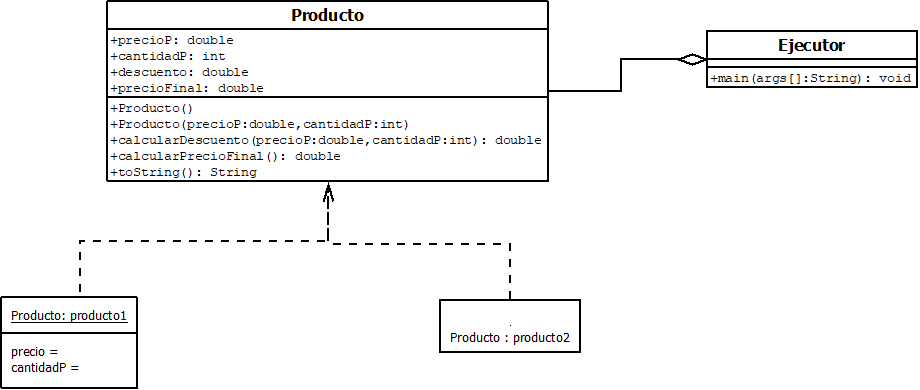 Producto
+precioP: double
+cantidadP: int
+descuento: double
+precioFinal: double
+Producto()
+Producto(precioP:double,cantidadP:int)
+calcularDescuento(precioP:double,cantidadP:int): double
+calcularPrecioFinal(): double
+toString(): String
Ejecutor
+main(args[]:String): void
Producto: producto1
precio =
cantidadP =
.
Producto : producto2